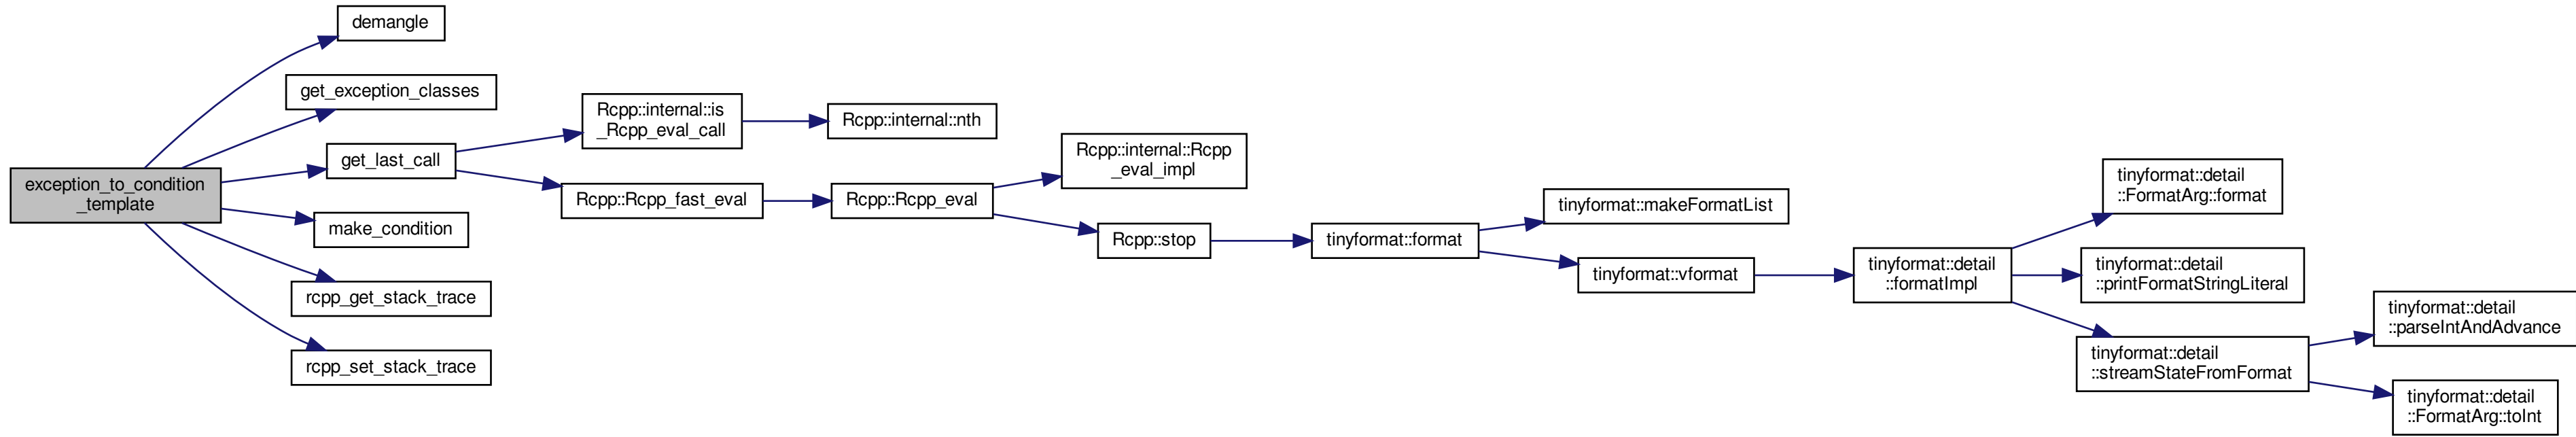 exception_to_condition
_template
demangle
get_exception_classes
get_last_call
make_condition
rcpp_get_stack_trace
rcpp_set_stack_trace
Rcpp::internal::is
_Rcpp_eval_call
Rcpp::Rcpp_fast_eval
Rcpp::internal::nth
Rcpp::Rcpp_eval
Rcpp::internal::Rcpp
_eval_impl
Rcpp::stop
tinyformat::format
tinyformat::makeFormatList
tinyformat::vformat
tinyformat::detail
::formatImpl
tinyformat::detail
::FormatArg::format
tinyformat::detail
::printFormatStringLiteral
tinyformat::detail
::streamStateFromFormat
tinyformat::detail
::parseIntAndAdvance
tinyformat::detail
::FormatArg::toInt